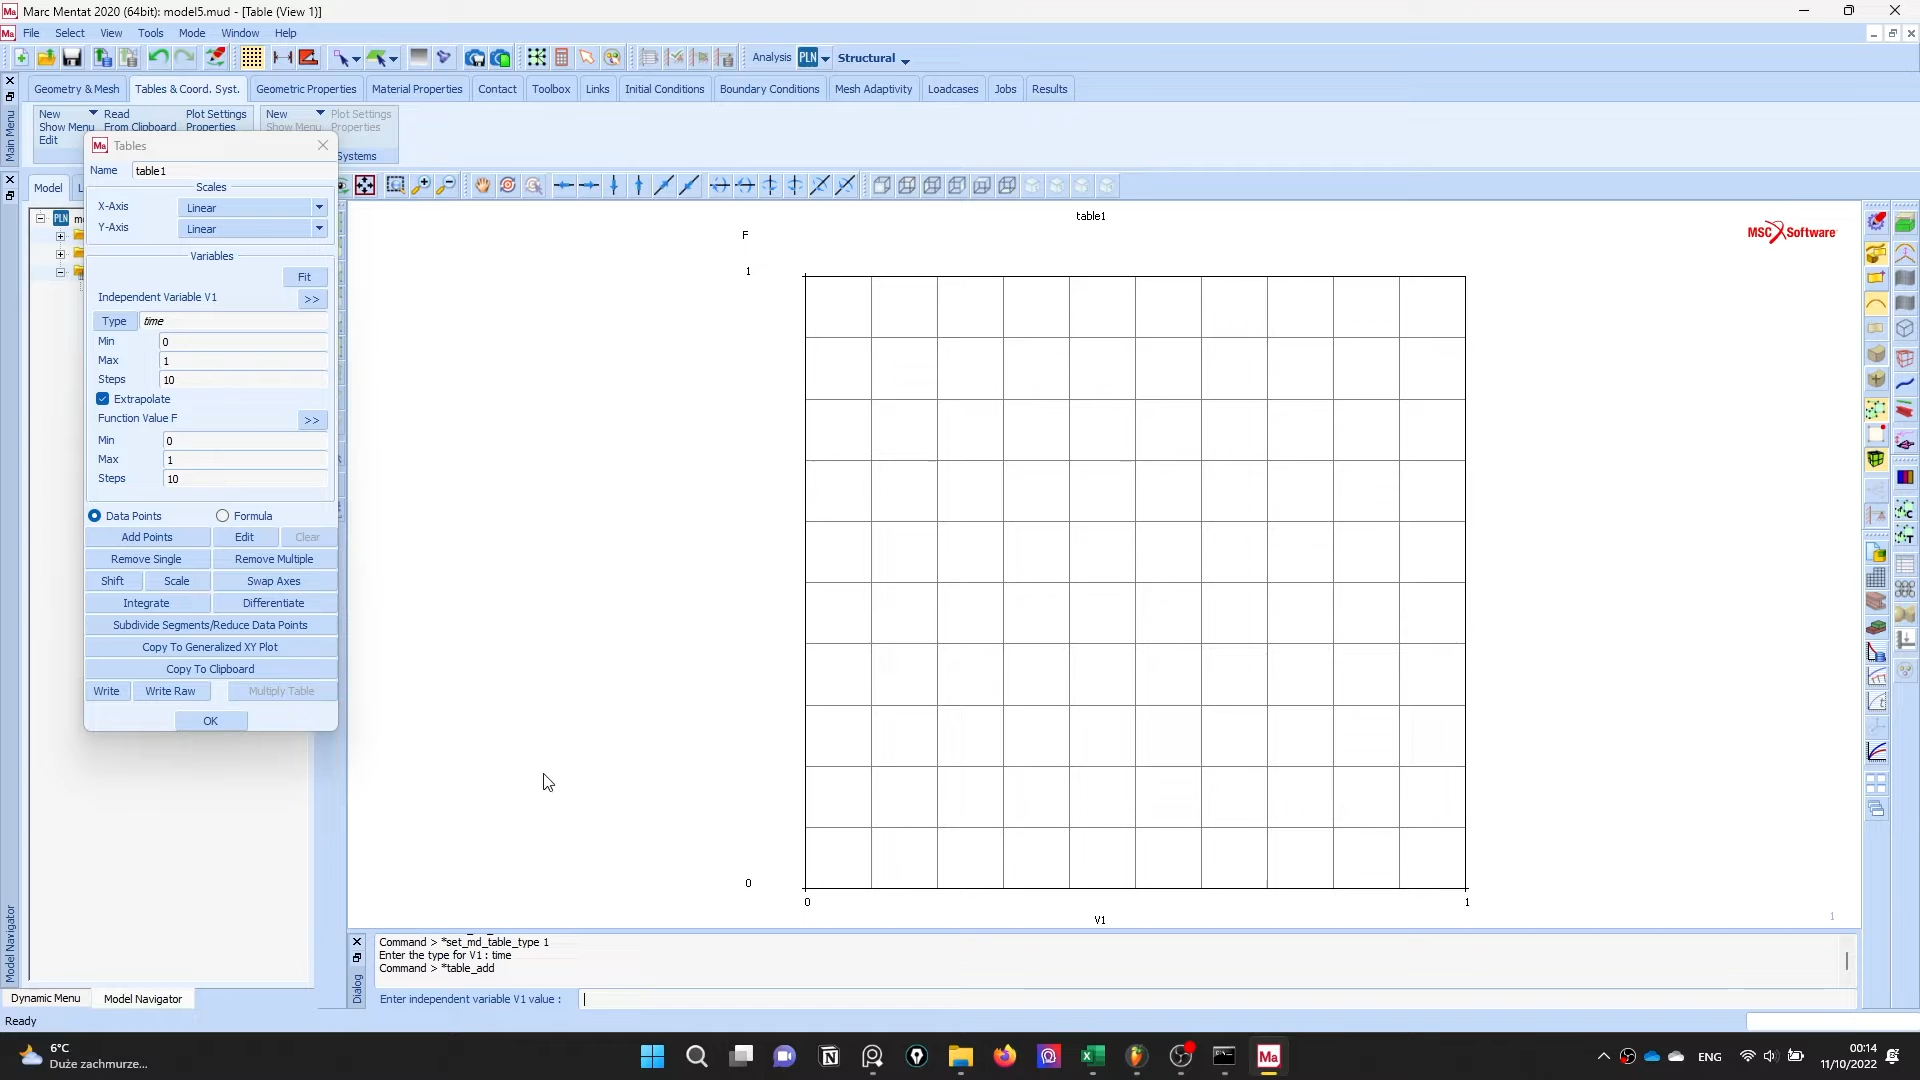 Marc Mentat 2020 (64bit): model5.mud - [Table (View 1)]
File Select View Tools Mode Window Help
Analysis PLN Structural
Geometry & Mesh Tables & Coord. Syst. Geometric Properties Material Properties Contact Toolbox Links Initial Conditions Boundary Conditions Mesh Adaptivity Loadcases Jobs Results
New Read Plot Settings New Plot Settings
Show Menu From Clipboard Properties Show Menu Properties
Edit
Systems
Main Menu
Ma Tables
Name table1
Scales
X-Axis Linear
Y-Axis Linear
Variables
Fit
Independent Variable V1 >>
Type time
Min 0
Max 1
Steps 10
Extrapolate
Function Value F >>
Min 0
Max 1
Steps 10
Data Points Formula
Add Points Edit Clear
Remove Single Remove Multiple
Shift Scale Swap Axes
Integrate Differentiate
Subdivide Segments/Reduce Data Points
Copy To Generalized XY Plot
Copy To Clipboard
Write Write Raw Multiply Table
OK
Model L
PLN m
Model Navigator
Dynamic Menu Model Navigator
table1
MSC Software
F
1
0
0 1
V1
1
Dialog
Command > *set_md_table_type 1
Enter the type for V1 : time
Command > *table_add
Enter independent variable V1 value :
Ready
6°C
Duże zachmurze...
ENG
00:14
11/10/2022